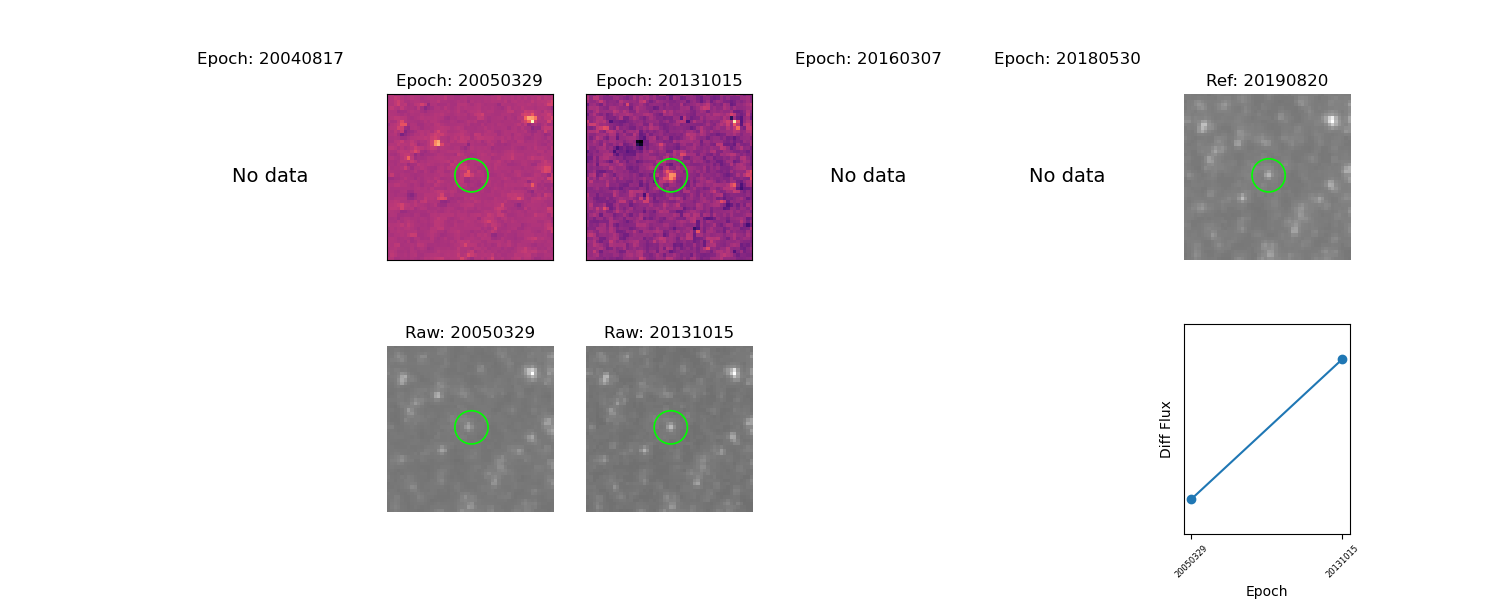 Epoch: 20040817
Epoch: 20050329
Epoch: 20131015
Epoch: 20160307
Epoch: 20180530
Ref: 20190820
No data
No data
No data
Raw: 20050329
Raw: 20131015
Diff Flux
20050329
20131015
Epoch